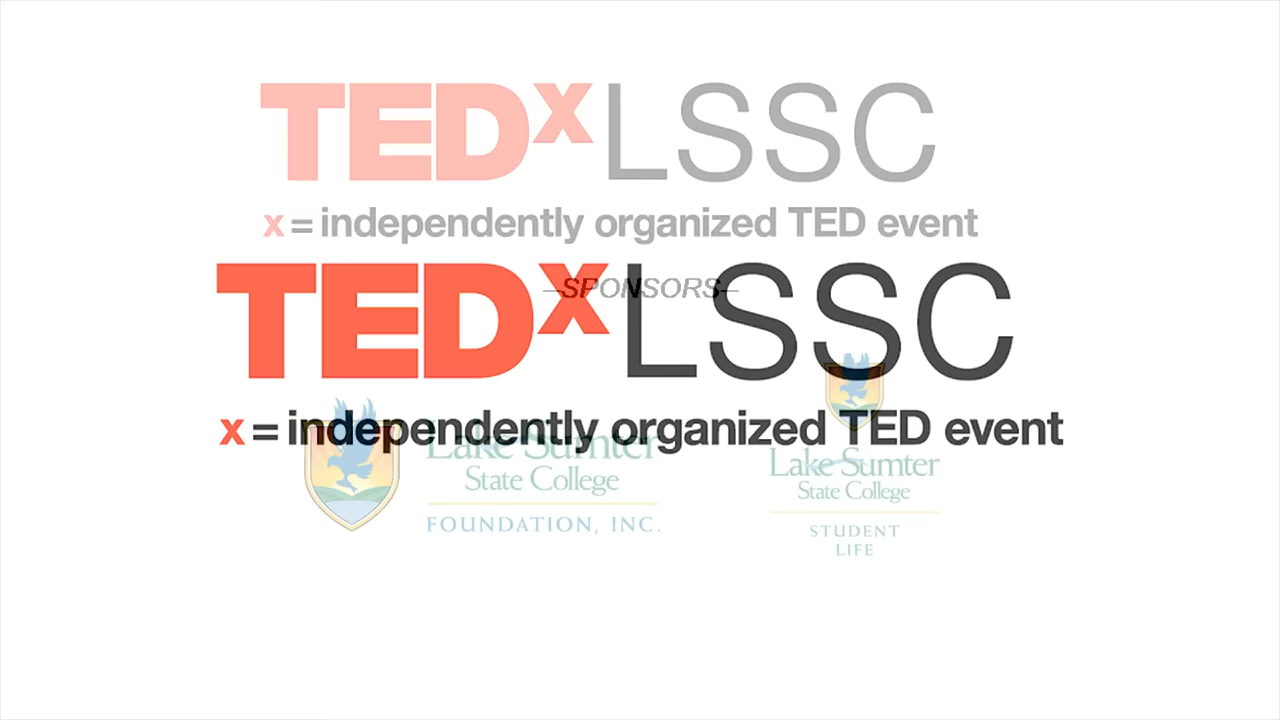 TEDxLSSC
x = independently organized TED event
–SPONSORS–
TEDxLSSC
x = independently organized TED event
Lake Sumter
State College
FOUNDATION, INC.
Lake Sumter
State College
STUDENT
LIFE